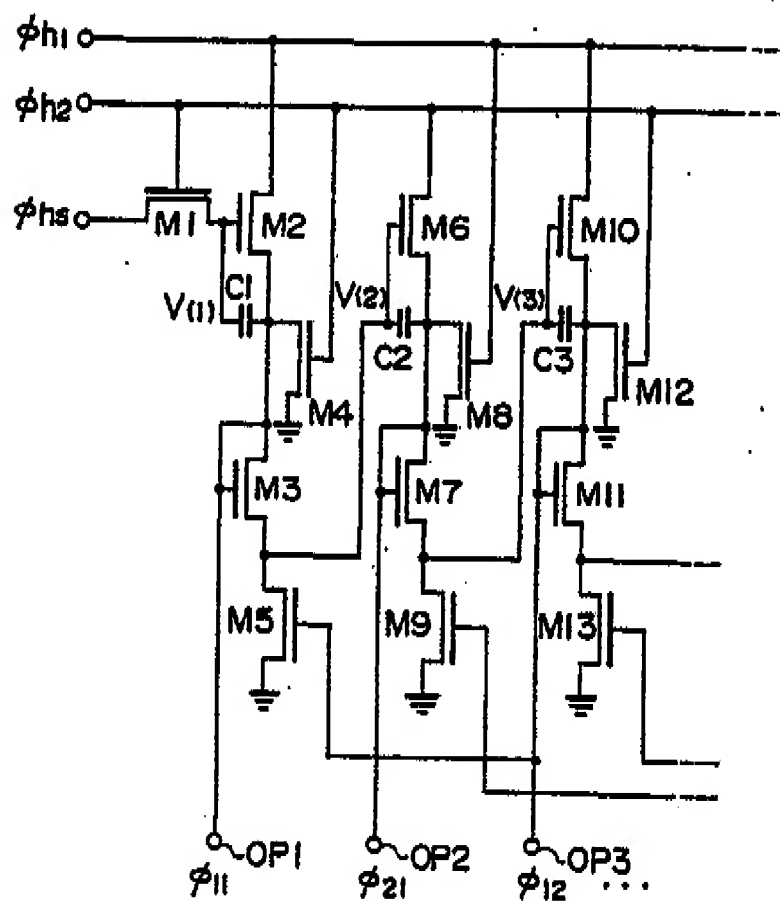 φh1
φh2
φhs
M1 M2 M6 M10
C1 V(1) V(2) V(3)
C2 C3
M4 M8 M12
M3 M7 M11
M5 M9 M13
OP1 OP2 OP3
φ11 φ21 φ12 ...